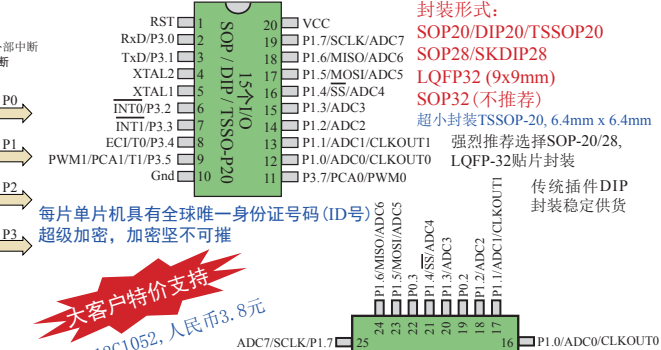 部中断
断
P0
P1
P2
P3
RST 1
RxD/P3.0 2
TxD/P3.1 3
XTAL2 4
XTAL1 5
INT0/P3.2 6
INT1/P3.3 7
ECI/T0/P3.4 8
PWM1/PCA1/T1/P3.5 9
Gnd 10
SOP / DIP / TSSO-P20
15个I/O
20 VCC
19 P1.7/SCLK/ADC7
18 P1.6/MISO/ADC6
17 P1.5/MOSI/ADC5
16 P1.4/SS/ADC4
15 P1.3/ADC3
14 P1.2/ADC2
13 P1.1/ADC1/CLKOUT1
12 P1.0/ADC0/CLKOUT0
11 P3.7/PCA0/PWM0
封装形式:
SOP20/DIP20/TSSOP20
SOP28/SKDIP28
LQFP32 (9x9mm)
SOP32 (不推荐)
超小封装TSSOP-20, 6.4mm x 6.4mm
强烈推荐选择SOP-20/28,
LQFP-32贴片封装
传统插件DIP
封装稳定供货
每片单片机具有全球唯一身份证号码(ID号)
超级加密，加密坚不可摧
大客户特价支持
C1052, 人民币3.8元
P1.6/MISO/ADC6
P1.5/MOSI/ADC5
P0.3
P1.4/SS/ADC4
P1.3/ADC3
P0.2
P1.2/ADC2
P1.1/ADC1/CLKOUT1
24 23 22 21 20 19 18 17
ADC7/SCLK/P1.7 25
16 P1.0/ADC0/CLKOUT0